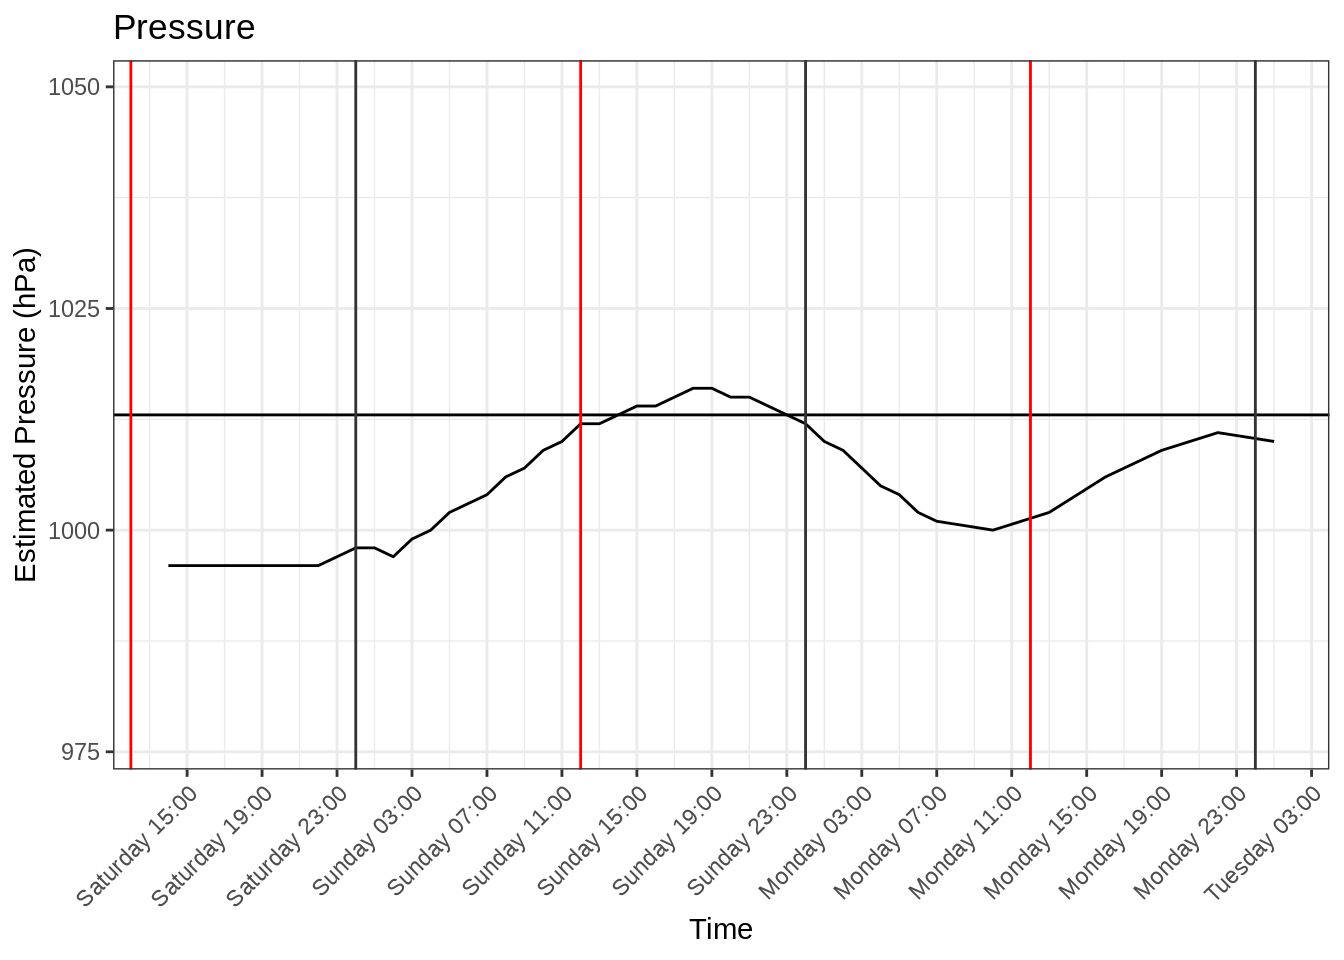 Pressure
Estimated Pressure (hPa)
1050
1025
1000
975
Saturday 15:00
Saturday 19:00
Saturday 23:00
Sunday 03:00
Sunday 07:00
Sunday 11:00
Sunday 15:00
Sunday 19:00
Sunday 23:00
Monday 03:00
Monday 07:00
Monday 11:00
Monday 15:00
Monday 19:00
Monday 23:00
Tuesday 03:00
Time